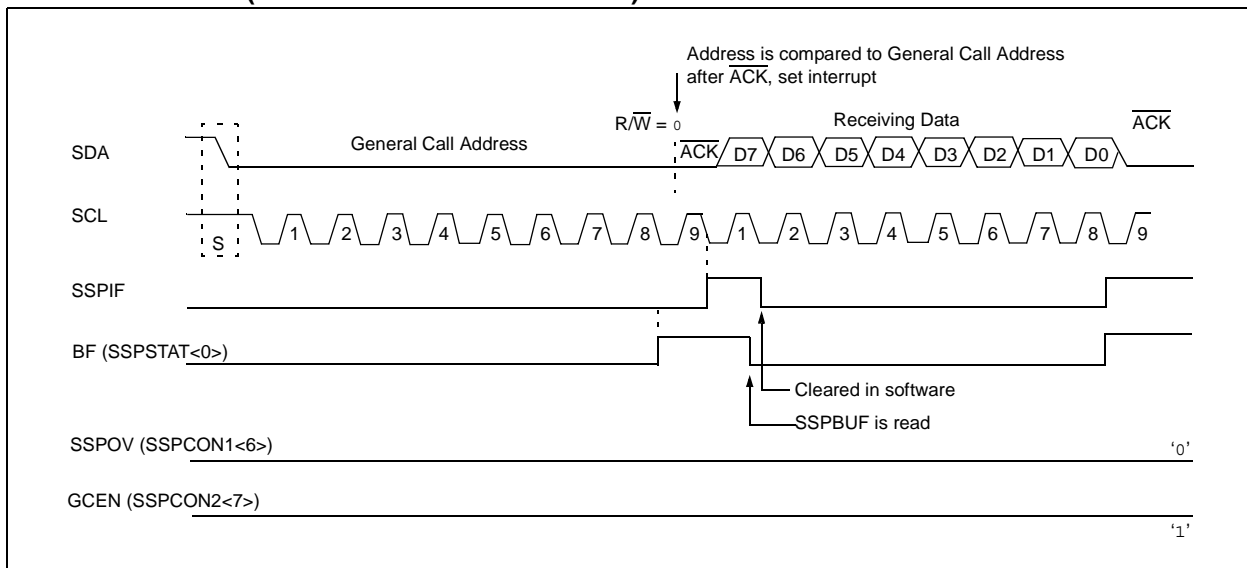 Address is compared to General Call Address
after ACK, set interrupt
R/W = 0
Receiving Data
ACK
SDA
General Call Address
ACK D7 D6 D5 D4 D3 D2 D1 D0
SCL
S
1 2 3 4 5 6 7 8 9 1 2 3 4 5 6 7 8 9
SSPIF
BF (SSPSTAT<0>)
Cleared in software
SSPBUF is read
SSPOV (SSPCON1<6>)
‘0’
GCEN (SSPCON2<7>)
‘1’